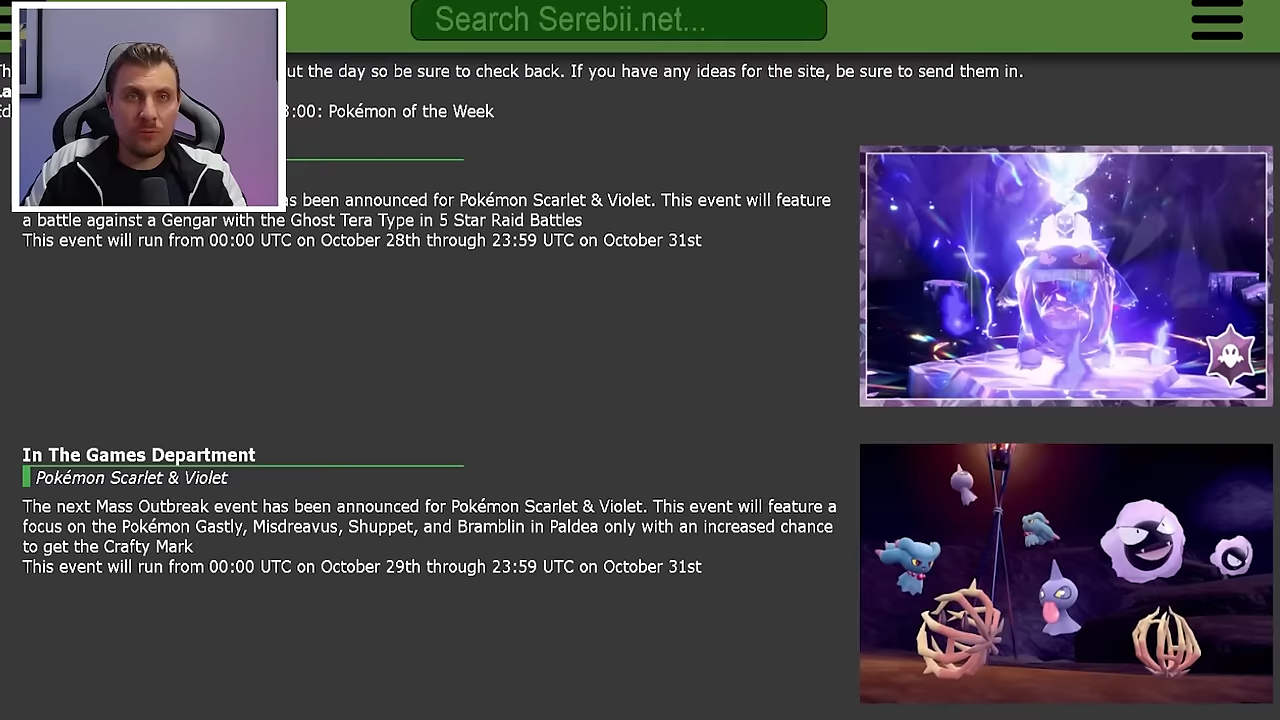 Search Serebii.net...
ut the day so be sure to check back. If you have any ideas for the site, be sure to send them in.
:00: Pokémon of the Week
been announced for Pokémon Scarlet & Violet. This event will feature
a battle against a Gengar with the Ghost Tera Type in 5 Star Raid Battles
This event will run from 00:00 UTC on October 28th through 23:59 UTC on October 31st
In The Games Department
Pokémon Scarlet & Violet
The next Mass Outbreak event has been announced for Pokémon Scarlet & Violet. This event will feature a
focus on the Pokémon Gastly, Misdreavus, Shuppet, and Bramblin in Paldea only with an increased chance
to get the Crafty Mark
This event will run from 00:00 UTC on October 29th through 23:59 UTC on October 31st